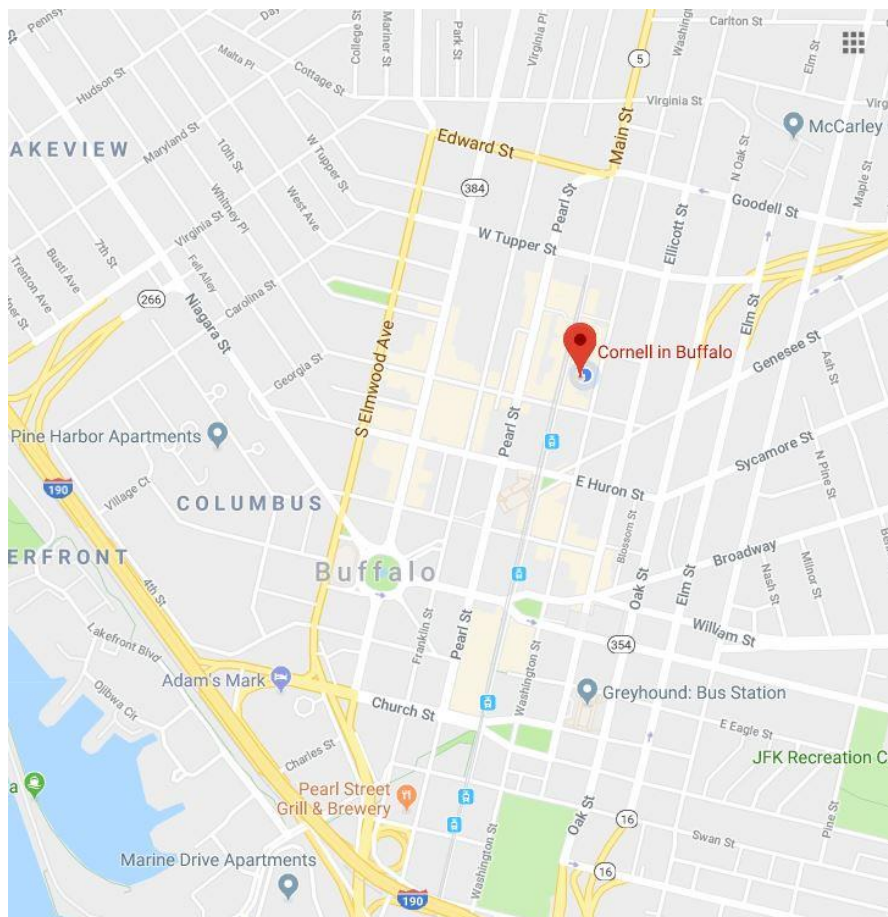 Pennsy
Day
College St
Mariner St
Park St
Virginia Pl
Main St
Washing
Carlton St
Elm St
5
Malta Pl
Hudson St
Cottage St
Virginia St
Virginia
McCarley
AKEVIEW
Maryland St
Edward St
N Oak St
Maple St
10th St
W Tupper St
384
Pearl St
Ellicott St
Goodell St
Whitney Pl
West Ave
Virginia St
7th St
Busti Ave
Trenton Ave
Fell Alley
W Tupper St
Elm St
266
Carolina St
Niagara St
Genesee St
Cornell in Buffalo
Ash St
Georgia St
S Elmwood Ave
Pearl St
Pine Harbor Apartments
Sycamore St
N Pine St
190
Village Ct
COLUMBUS
E Huron St
Blossom St
ERFRONT
Buffalo
Broadway
4th St
Oak St
Elm St
Nash St
Milnor St
Lakefront Blvd
Franklin St
Pearl St
William St
354
Ojibwa Cir
Adam's Mark
Washington St
Greyhound: Bus Station
Church St
E Eagle St
Charles St
JFK Recreation C
a
Pearl Street
Grill & Brewery
Oak St
16
Pine St
Swan St
Washington St
Marine Drive Apartments
16
190